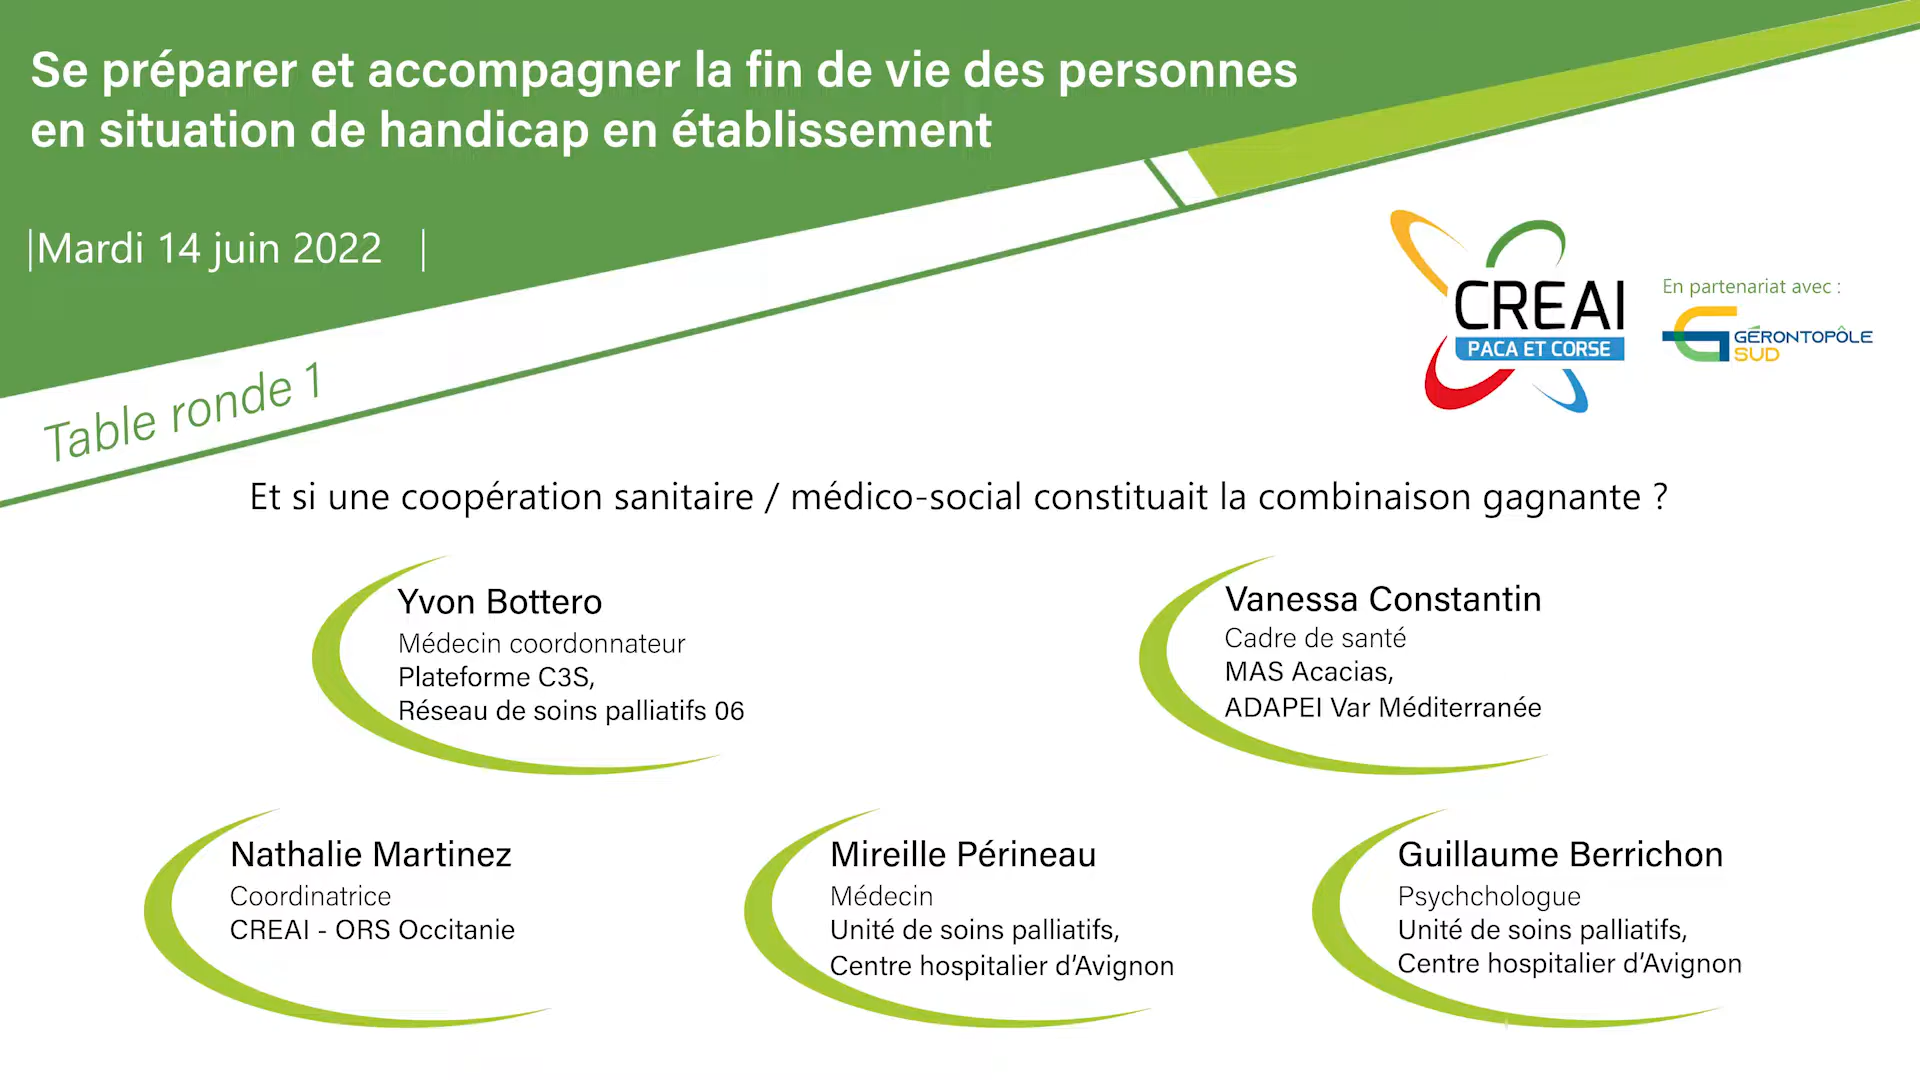 Se préparer et accompagner la fin de vie des personnes
en situation de handicap en établissement
|Mardi 14 juin 2022 |
CREAI
PACA ET CORSE
En partenariat avec :
GÉRONTOPÔLE
SUD
Table ronde 1
Et si une coopération sanitaire / médico-social constituait la combinaison gagnante ?
Yvon Bottero
Médecin coordonnateur
Plateforme C3S,
Réseau de soins palliatifs 06
Vanessa Constantin
Cadre de santé
MAS Acacias,
ADAPEI Var Méditerranée
Nathalie Martinez
Coordinatrice
CREAI - ORS Occitanie
Mireille Périneau
Médecin
Unité de soins palliatifs,
Centre hospitalier d’Avignon
Guillaume Berrichon
Psychchologue
Unité de soins palliatifs,
Centre hospitalier d’Avignon